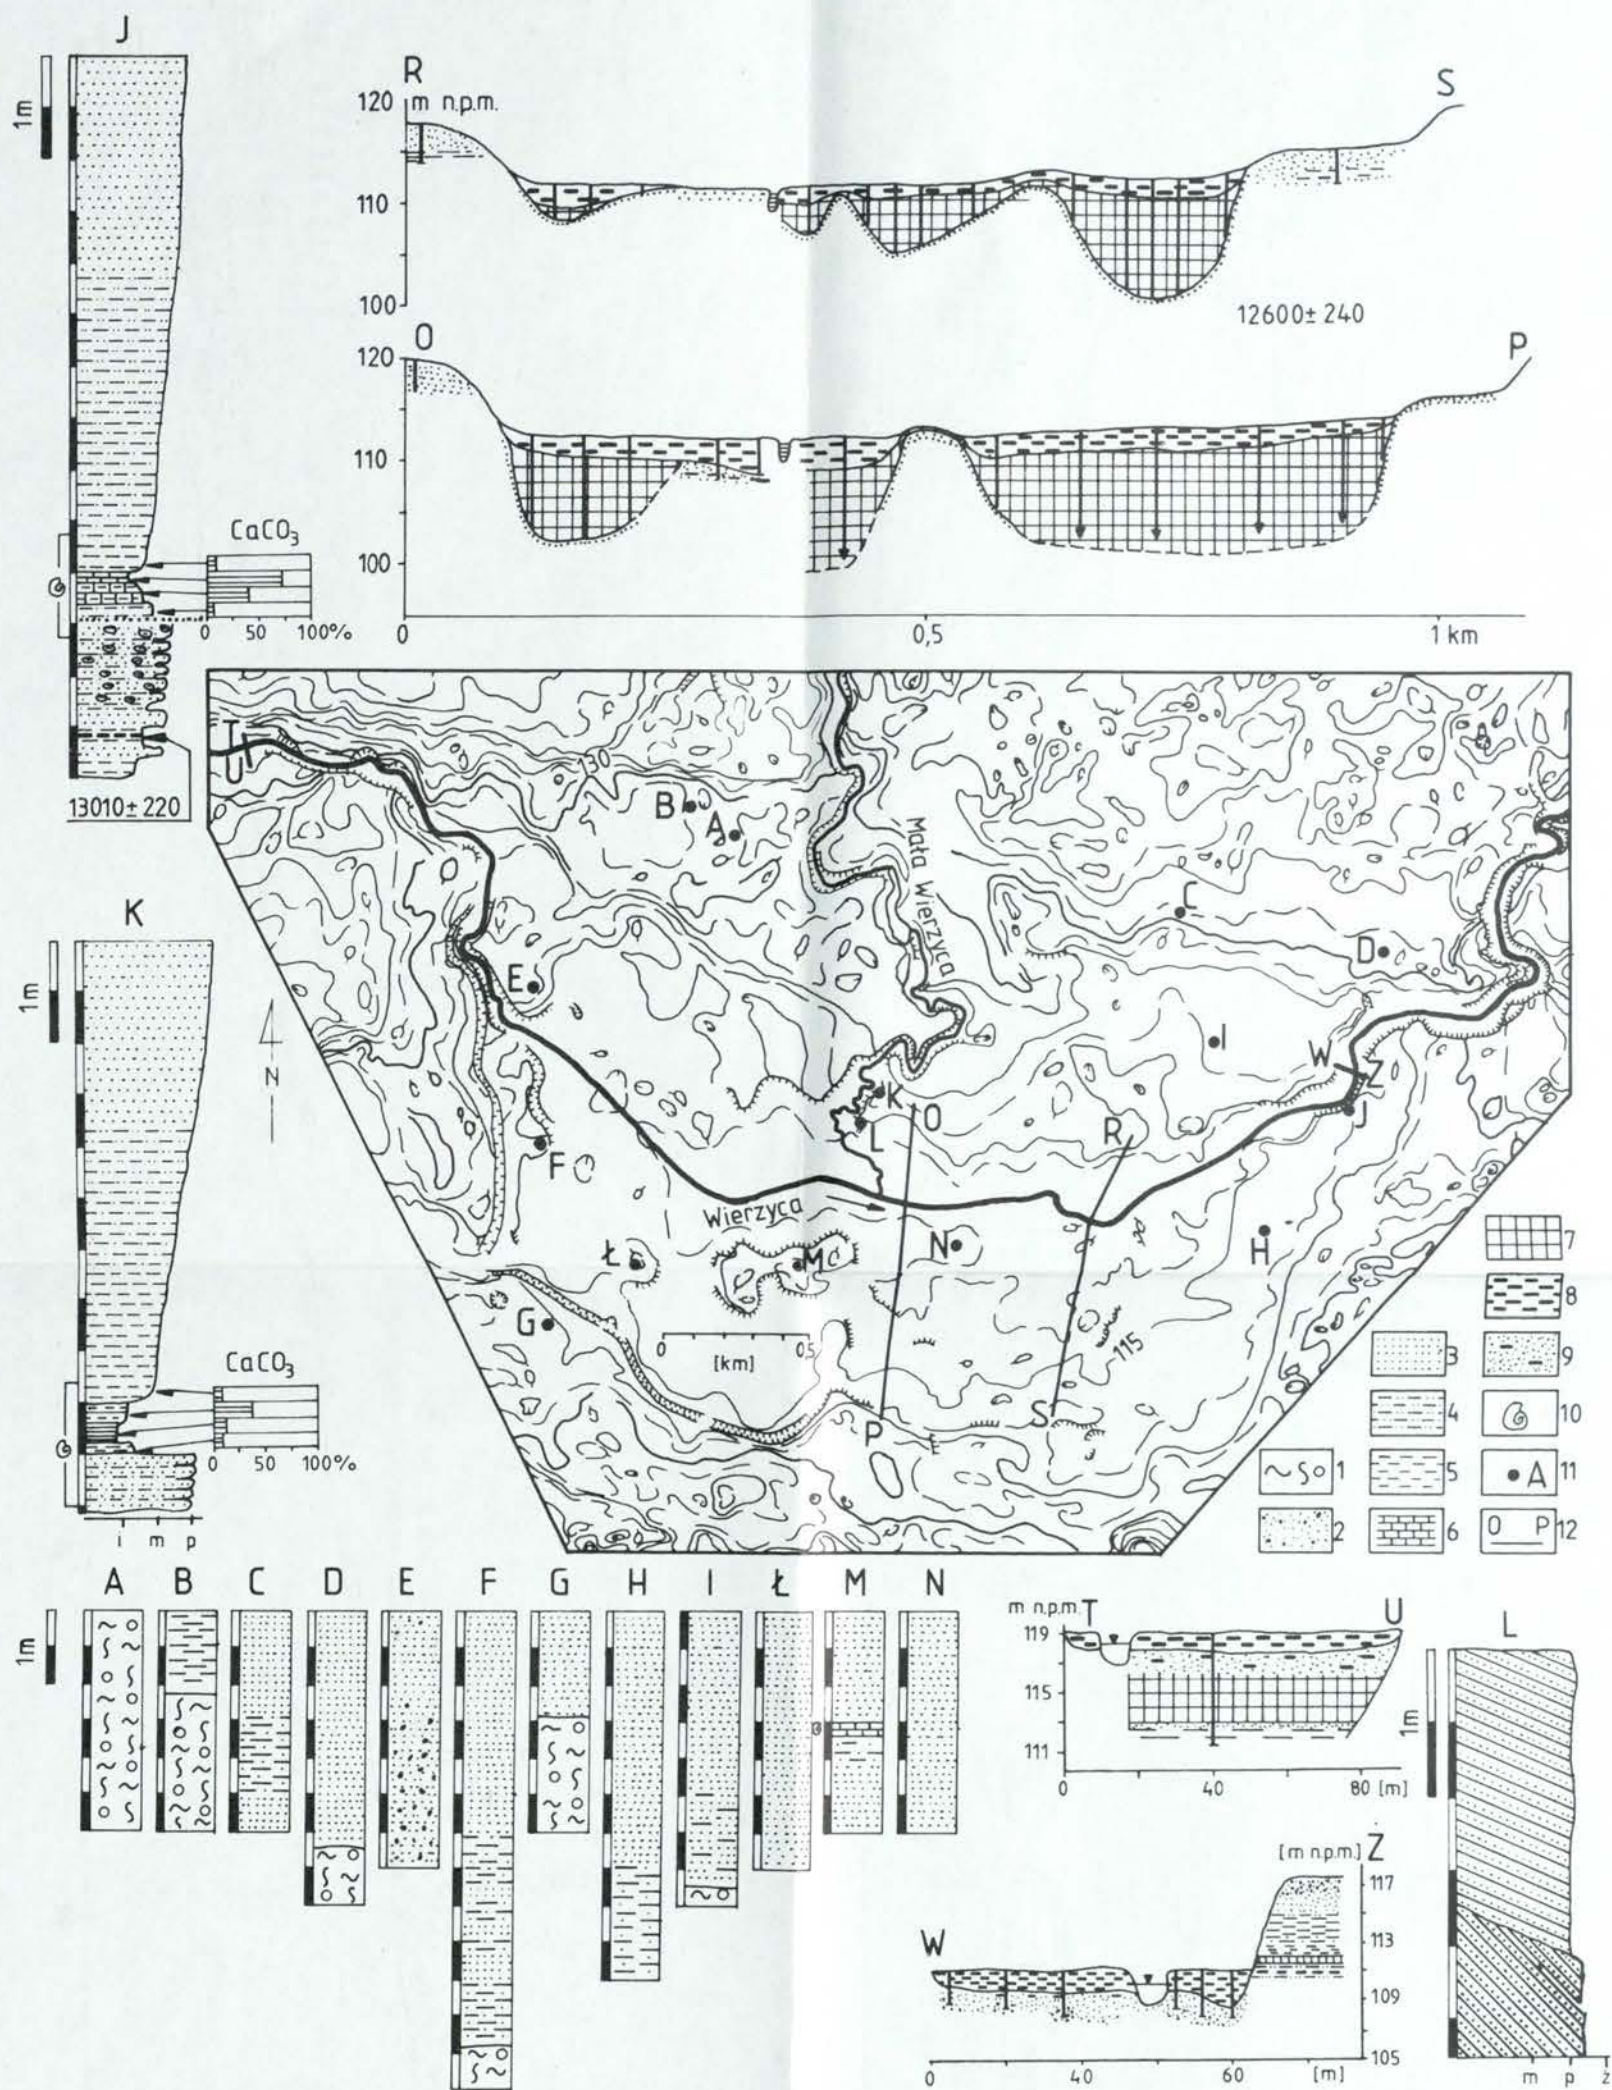 J
1m
CaCO3
0 50 100%
13010± 220
R
S
120 m n.p.m.
110
100
12600± 240
O
P
120
110
100
0 0,5 1 km
K
1m
CaCO3
0 50 100%
i m p
T
U
130
B
A
Mała Wierzyca
C
D
E
N
I
W
Z
K
O
J
L
R
F
Wierzyca
Ł
M
N
H
G
0 0,5
[km]
115
P
S
7
8
3
9
4
10
1
5
11
A
2
6
O P 12
A B C D E F G H I Ł M N
1m
m n.p.m. T U
119
115
111
0 40 80 [m]
L
1m
m p ż
[m n.p.m.] Z
117
W
113
109
105
0 40 60 [m]